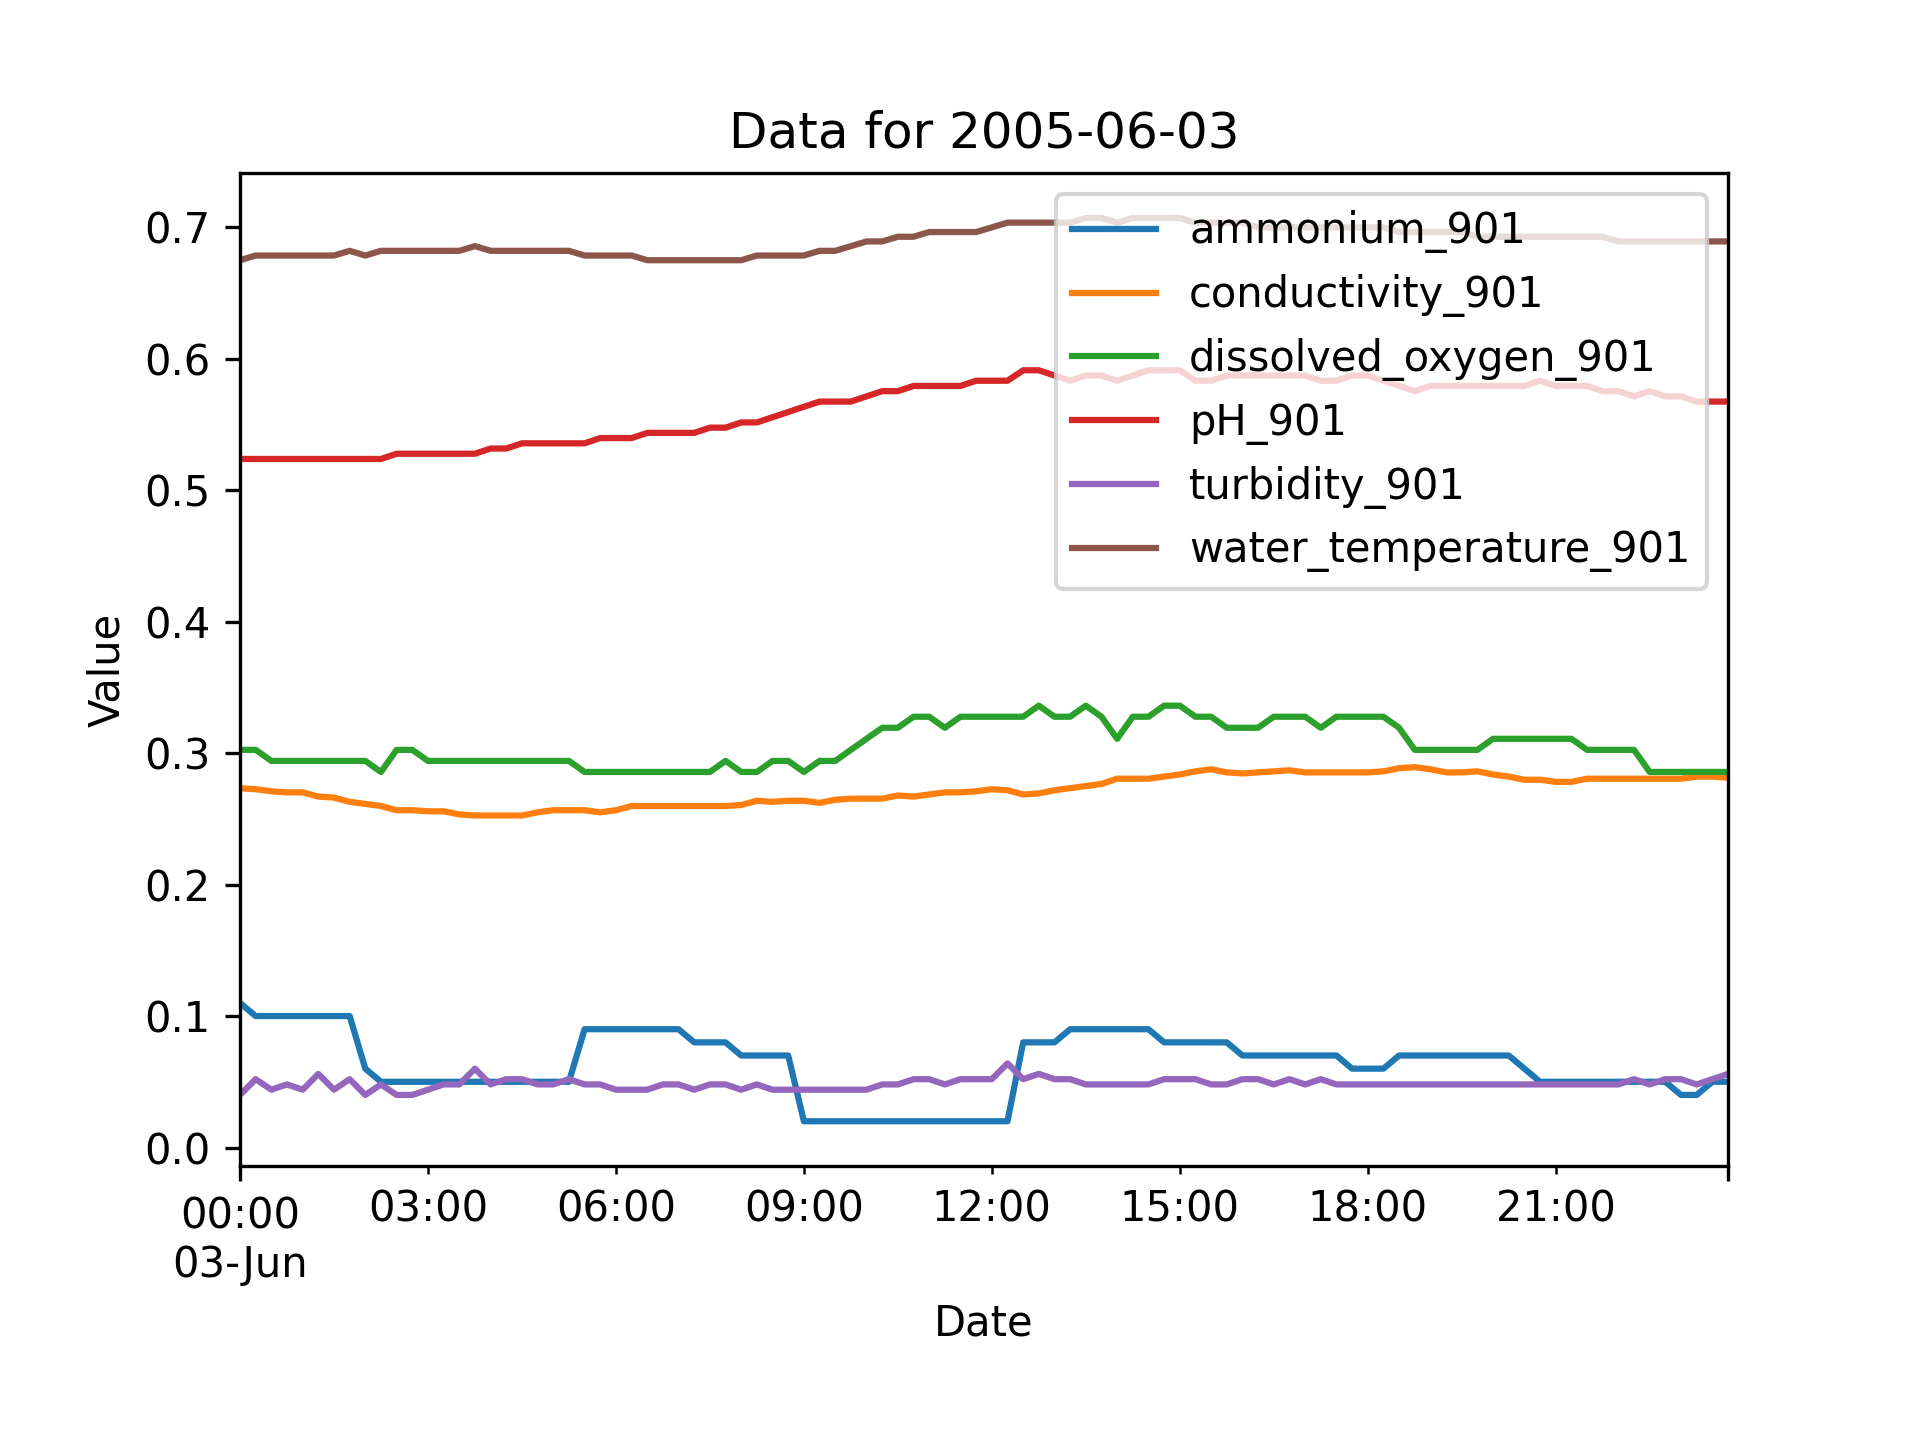 Data for 2005-06-03
ammonium_901
conductivity_901
dissolved_oxygen_901
pH_901
turbidity_901
water_temperature_901
Value
0.7
0.6
0.5
0.4
0.3
0.2
0.1
0.0
00:00 03:00 06:00 09:00 12:00 15:00 18:00 21:00
03-Jun
Date